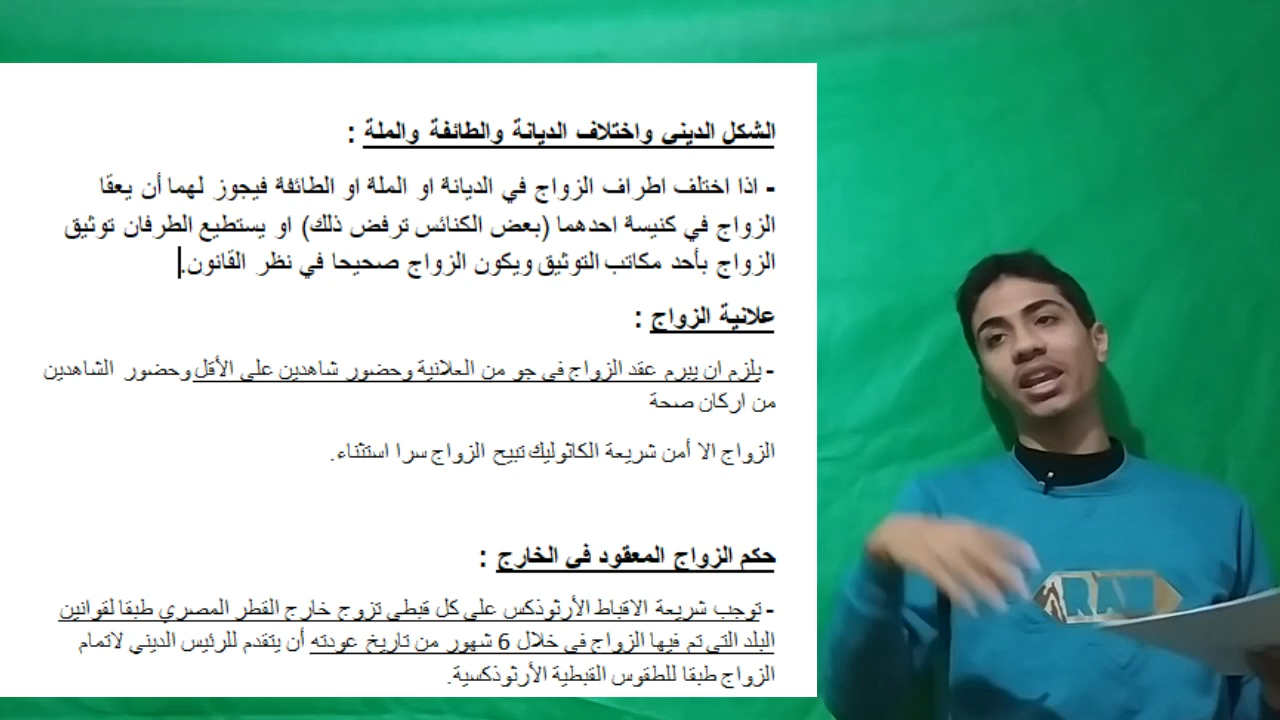 الشكل الديني واختلاف الديانة والطائفة والملة :
- اذا اختلف اطراف الزواج في الديانة او الملة او الطائفة فيجوز لهما أن يعقا
الزواج في كنيسة احدهما (بعض الكنائس ترفض ذلك) او يستطيع الطرفان توثيق
الزواج بأحد مكاتب التوثيق ويكون الزواج صحيحا في نظر القانون.
علانية الزواج :
- يلزم ان يبرم عقد الزواج في جو من العلانية وحضور شاهدين على الأقل وحضور الشاهدين
من اركان صحة
الزواج الا أمن شريعة الكاثوليك تبيح الزواج سرا استثناء.
حكم الزواج المعقود في الخارج :
- توجب شريعة الاقباط الأرثوذكس على كل قبطي تزوج خارج القطر المصري طبقا لقوانين
البلد التي تم فيها الزواج في خلال 6 شهور من تاريخ عودته أن يتقدم للرئيس الديني لاتمام
الزواج طبقا للطقوس القبطية الأرثوذكسية.